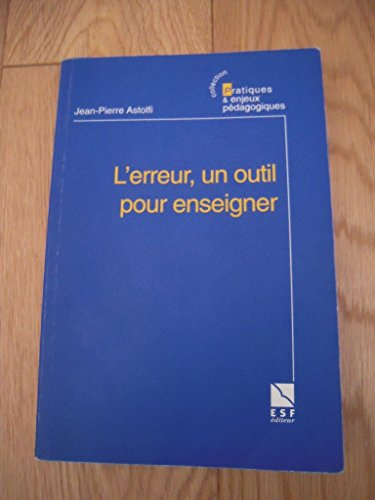 collection
Pratiques
& enjeux
pédagogiques
Jean-Pierre Astolfi
L'erreur, un outil
pour enseigner
ESF
éditeur